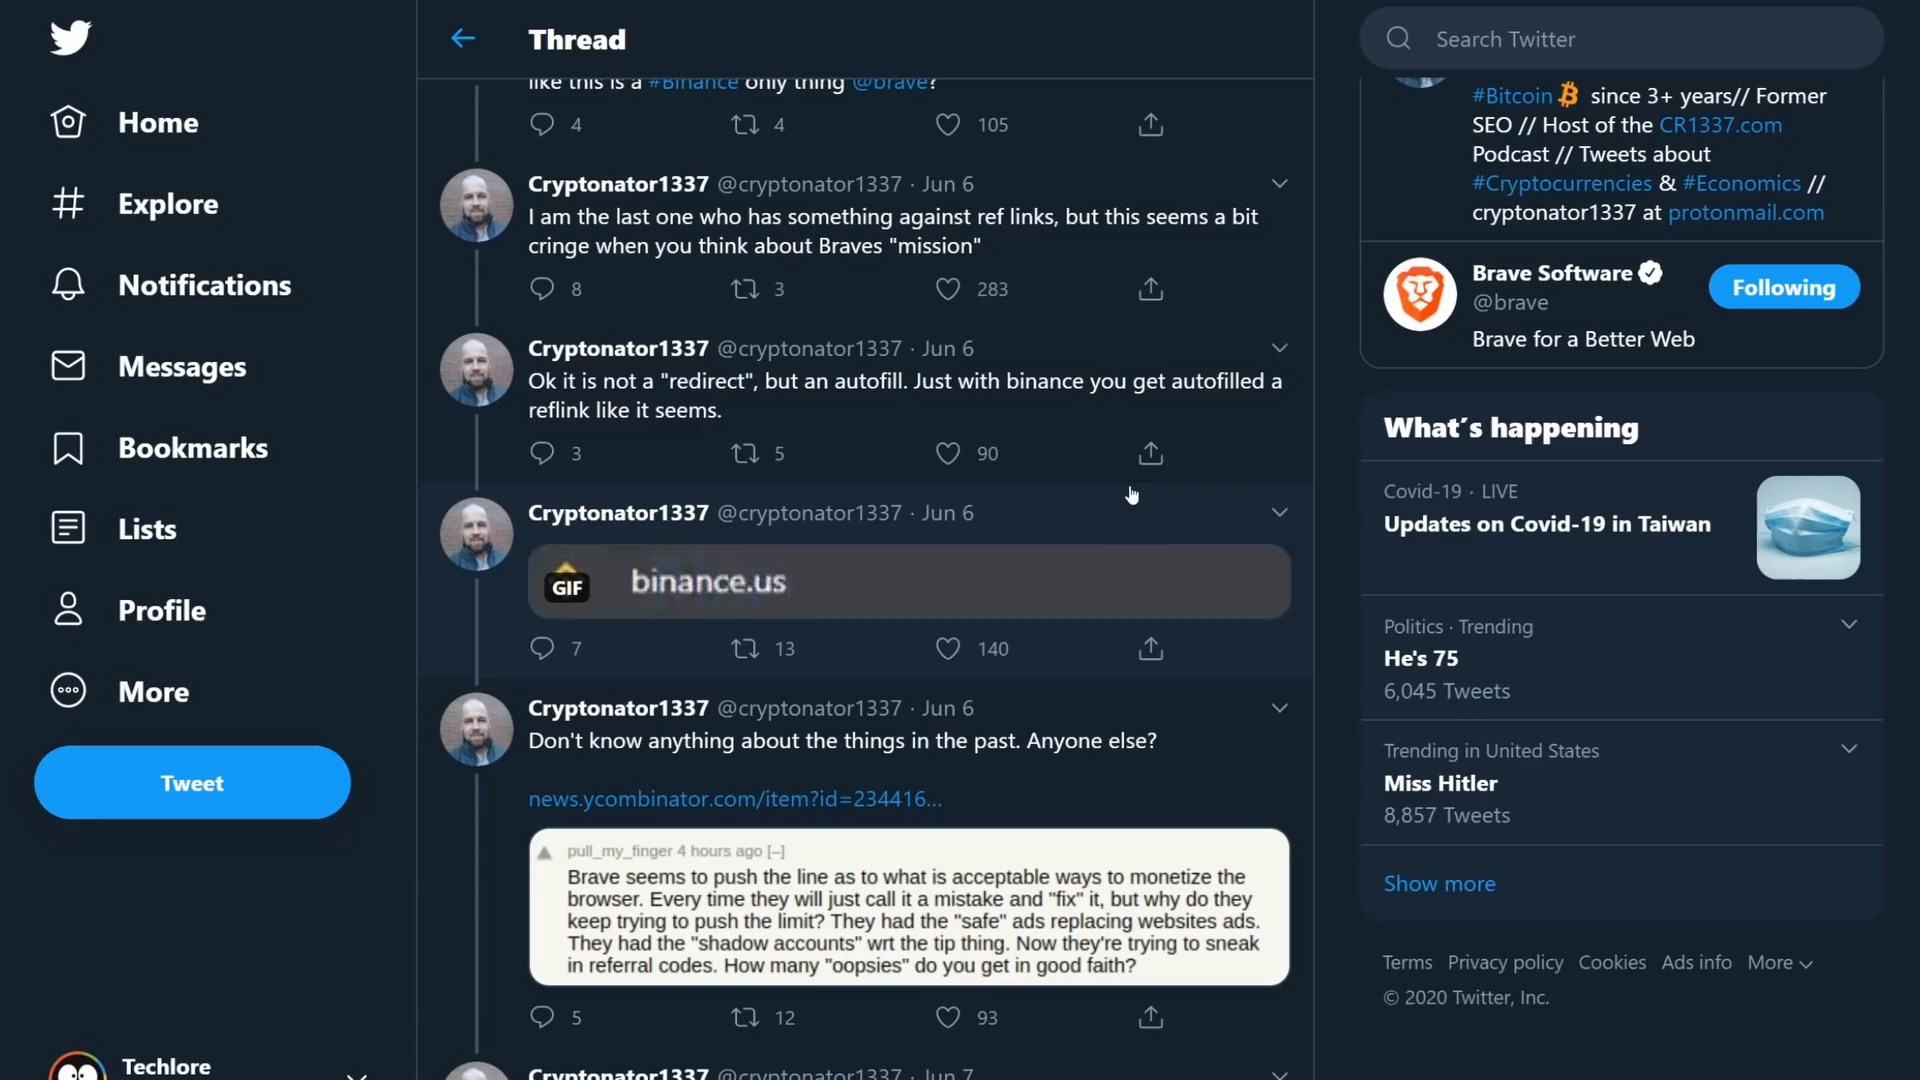 Thread
Search Twitter
Home
Explore
Notifications
Messages
Bookmarks
Lists
Profile
More
Tweet
Techlore
like this is a #Binance only thing @brave?
4 4 105
Cryptonator1337 @cryptonator1337 · Jun 6
I am the last one who has something against ref links, but this seems a bit
cringe when you think about Braves "mission"
8 3 283
Cryptonator1337 @cryptonator1337 · Jun 6
Ok it is not a "redirect", but an autofill. Just with binance you get autofilled a
reflink like it seems.
3 5 90
Cryptonator1337 @cryptonator1337 · Jun 6
GIF binance.us
7 13 140
Cryptonator1337 @cryptonator1337 · Jun 6
Don't know anything about the things in the past. Anyone else?
news.ycombinator.com/item?id=234416...
pull_my_finger 4 hours ago [–]
Brave seems to push the line as to what is acceptable ways to monetize the
browser. Every time they will just call it a mistake and "fix" it, but why do they
keep trying to push the limit? They had the "safe" ads replacing websites ads.
They had the "shadow accounts" wrt the tip thing. Now they're trying to sneak
in referral codes. How many "oopsies" do you get in good faith?
5 12 93
Cryptonator1337 @cryptonator1337 · Jun 7
#Bitcoin since 3+ years// Former
SEO // Host of the CR1337.com
Podcast // Tweets about
#Cryptocurrencies & #Economics //
cryptonator1337 at protonmail.com
Brave Software
@brave
Following
Brave for a Better Web
What´s happening
Covid-19 · LIVE
Updates on Covid-19 in Taiwan
Politics · Trending
He's 75
6,045 Tweets
Trending in United States
Miss Hitler
8,857 Tweets
Show more
Terms Privacy policy Cookies Ads info More
© 2020 Twitter, Inc.